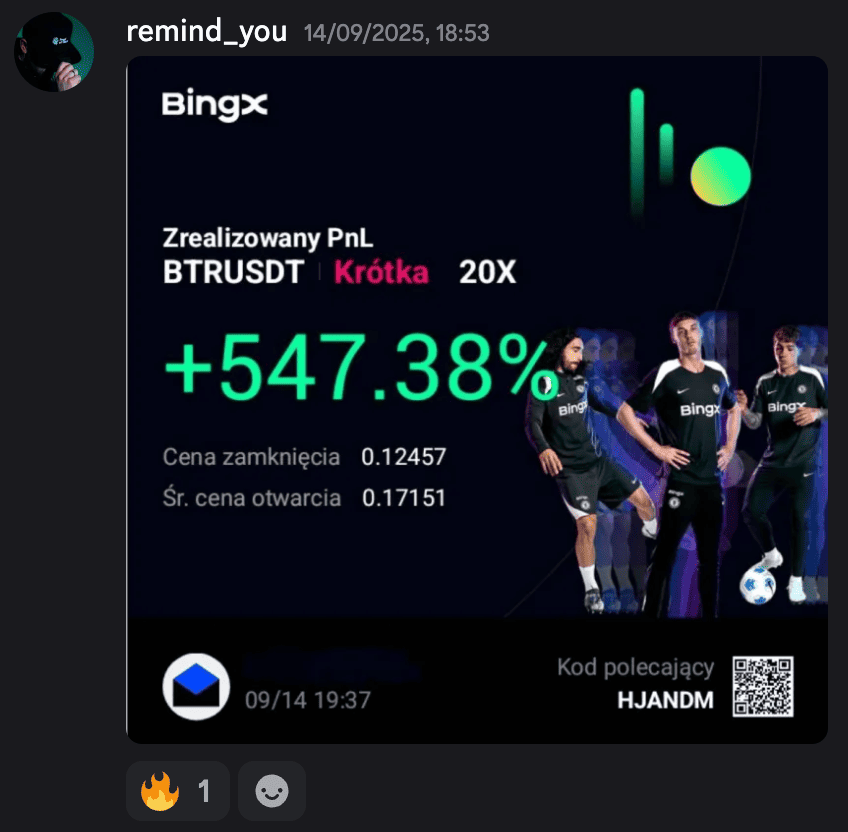 remind_you 14/09/2025, 18:53
BingX
Zrealizowany PnL
BTRUSDT Krótka 20X
+547.38%
Cena zamknięcia 0.12457
Śr. cena otwarcia 0.17151
BingX
BingX
BingX
Kod polecający
09/14 19:37
HJANDM
1